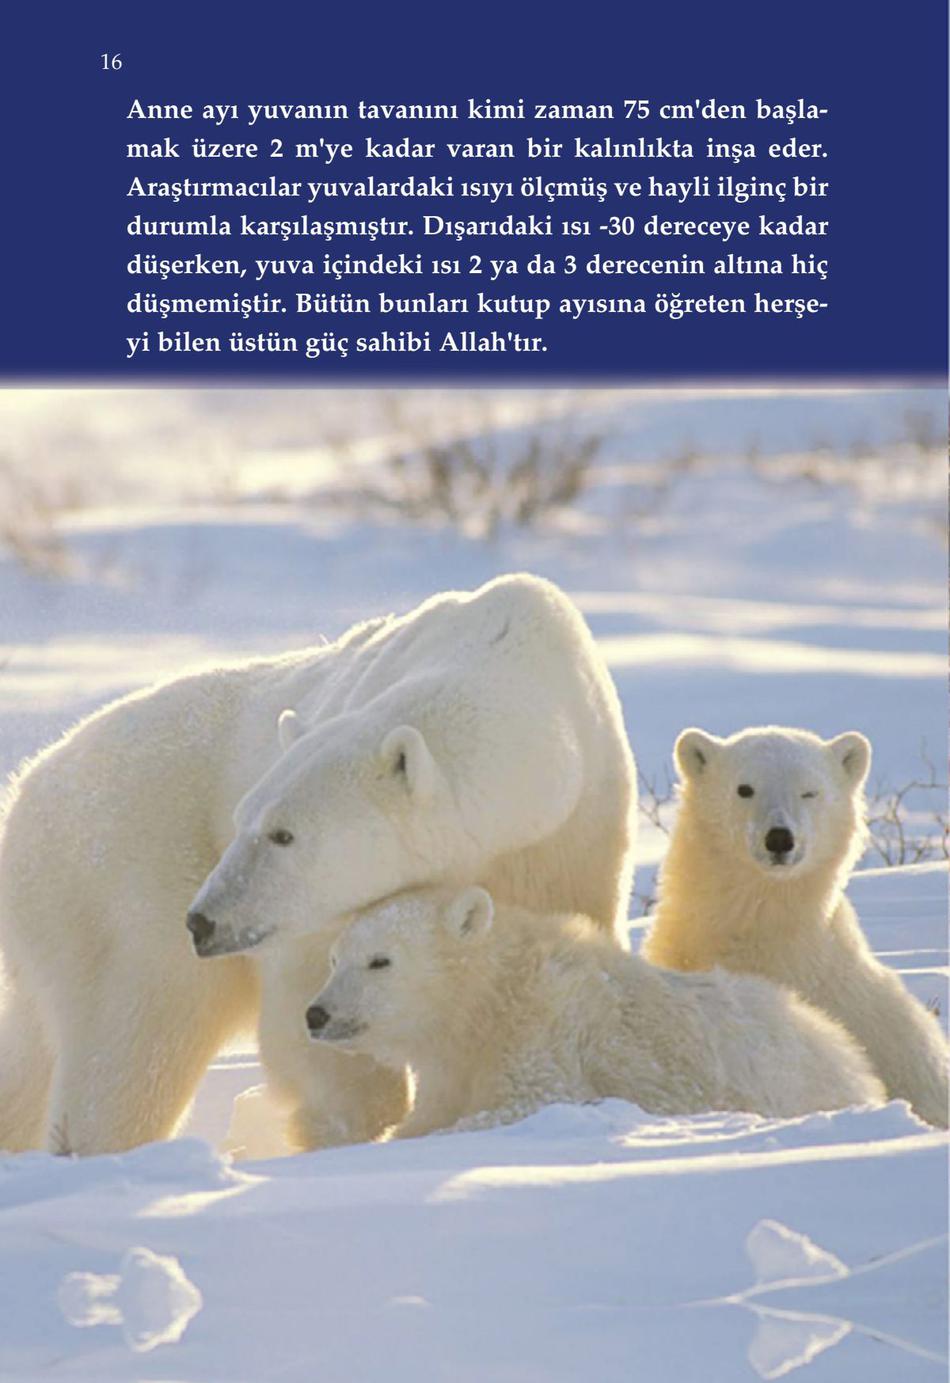 16
Anne ayı yuvanın tavanını kimi zaman 75 cm'den başla-
mak üzere 2 m'ye kadar varan bir kalınlıkta inşa eder.
Araştırmacılar yuvalardaki ısıyı ölçmüş ve hayli ilginç bir
durumla karşılaşmıştır. Dışarıdaki ısı -30 dereceye kadar
düşerken, yuva içindeki ısı 2 ya da 3 derecenin altına hiç
düşmemiştir. Bütün bunları kutup ayısına öğreten herşe-
yi bilen üstün güç sahibi Allah'tır.